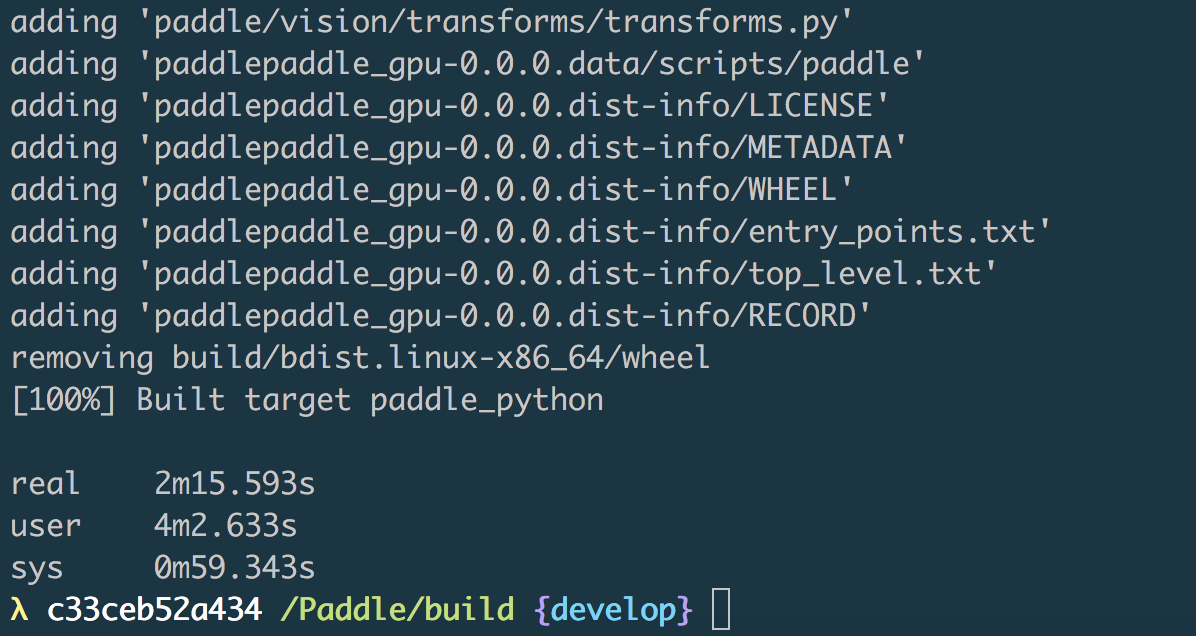 adding 'paddle/vision/transforms/transforms.py'
adding 'paddlepaddle_gpu-0.0.0.data/scripts/paddle'
adding 'paddlepaddle_gpu-0.0.0.dist-info/LICENSE'
adding 'paddlepaddle_gpu-0.0.0.dist-info/METADATA'
adding 'paddlepaddle_gpu-0.0.0.dist-info/WHEEL'
adding 'paddlepaddle_gpu-0.0.0.dist-info/entry_points.txt'
adding 'paddlepaddle_gpu-0.0.0.dist-info/top_level.txt'
adding 'paddlepaddle_gpu-0.0.0.dist-info/RECORD'
removing build/bdist.linux-x86_64/wheel
[100%] Built target paddle_python
real    2m15.593s
user    4m2.633s
sys     0m59.343s
λ c33ceb52a434 /Paddle/build {develop}